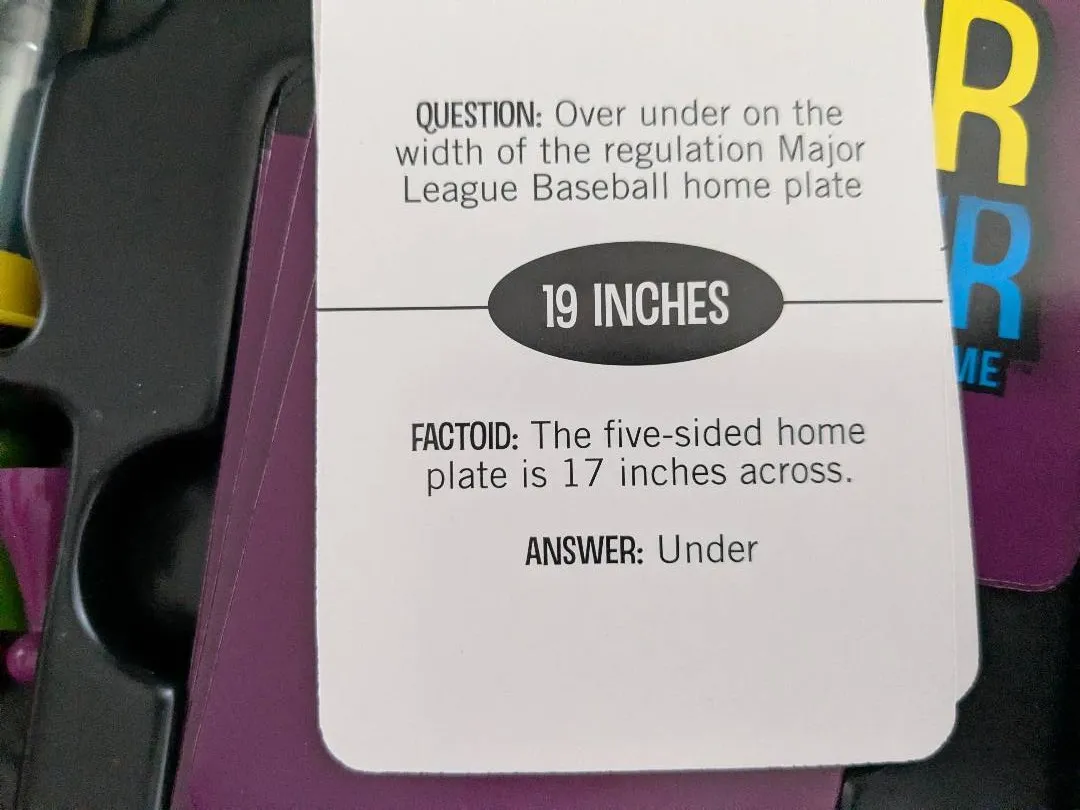 QUESTION: Over under on the
width of the regulation Major
League Baseball home plate
19 INCHES
FACTOID: The five-sided home
plate is 17 inches across.
ANSWER: Under